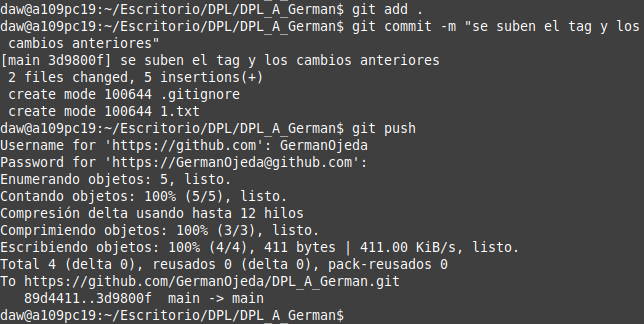 daw@a109pc19:~/Escritorio/DPL/DPL_A_German$ git add .
daw@a109pc19:~/Escritorio/DPL/DPL_A_German$ git commit -m "se suben el tag y los
 cambios anteriores"
[main 3d9800f] se suben el tag y los cambios anteriores
 2 files changed, 5 insertions(+)
 create mode 100644 .gitignore
 create mode 100644 1.txt
daw@a109pc19:~/Escritorio/DPL/DPL_A_German$ git push
Username for 'https://github.com': GermanOjeda
Password for 'https://GermanOjeda@github.com':
Enumerando objetos: 5, listo.
Contando objetos: 100% (5/5), listo.
Compresión delta usando hasta 12 hilos
Comprimiendo objetos: 100% (3/3), listo.
Escribiendo objetos: 100% (4/4), 411 bytes | 411.00 KiB/s, listo.
Total 4 (delta 0), reusados 0 (delta 0), pack-reusados 0
To https://github.com/GermanOjeda/DPL_A_German.git
   89d4411..3d9800f  main -> main
daw@a109pc19:~/Escritorio/DPL/DPL_A_German$